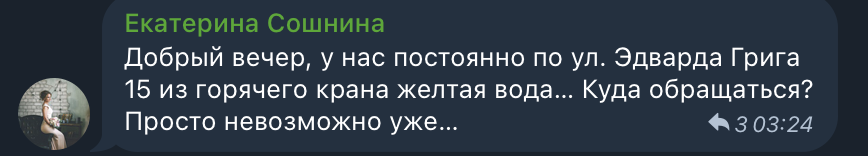 Екатерина Сошнина
Добрый вечер, у нас постоянно по ул. Эдварда Грига
15 из горячего крана желтая вода... Куда обращаться?
Просто невозможно уже...
3 03:24